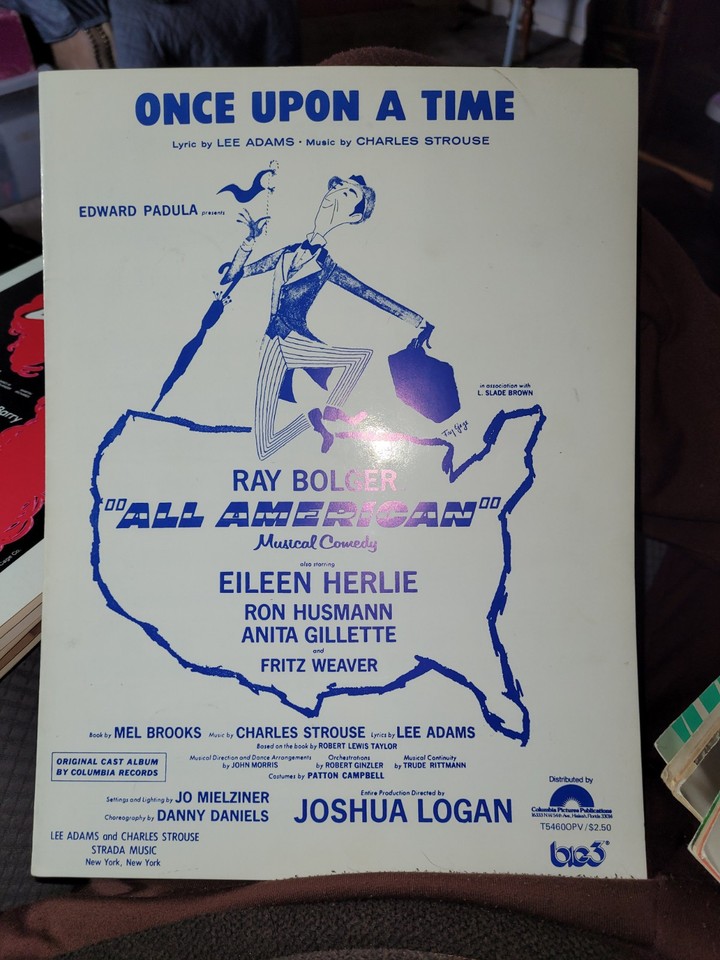 ONCE UPON A TIME
Lyric by LEE ADAMS • Music by CHARLES STROUSE
EDWARD PADULA presents
in association with
L. SLADE BROWN
RAY BOLGER
"ALL AMERICAN"
Musical Comedy
also starring
EILEEN HERLIE
RON HUSMANN
ANITA GILLETTE
and
FRITZ WEAVER
Book by MEL BROOKS Music by CHARLES STROUSE Lyrics by LEE ADAMS
Based on the book by ROBERT LEWIS TAYLOR
ORIGINAL CAST ALBUM
BY COLUMBIA RECORDS
Musical Direction and Dance Arrangements
by JOHN MORRIS
Orchestrations
by ROBERT GINZLER
Musical Continuity
by TRUDE RITTMANN
Costumes by PATTON CAMPBELL
Settings and Lighting by JO MIELZINER
Choreography by DANNY DANIELS
Entire Production Directed by
JOSHUA LOGAN
LEE ADAMS and CHARLES STROUSE
STRADA MUSIC
New York, New York
Distributed by
Columbia Pictures Publications
T5460OPV/$2.50
big3